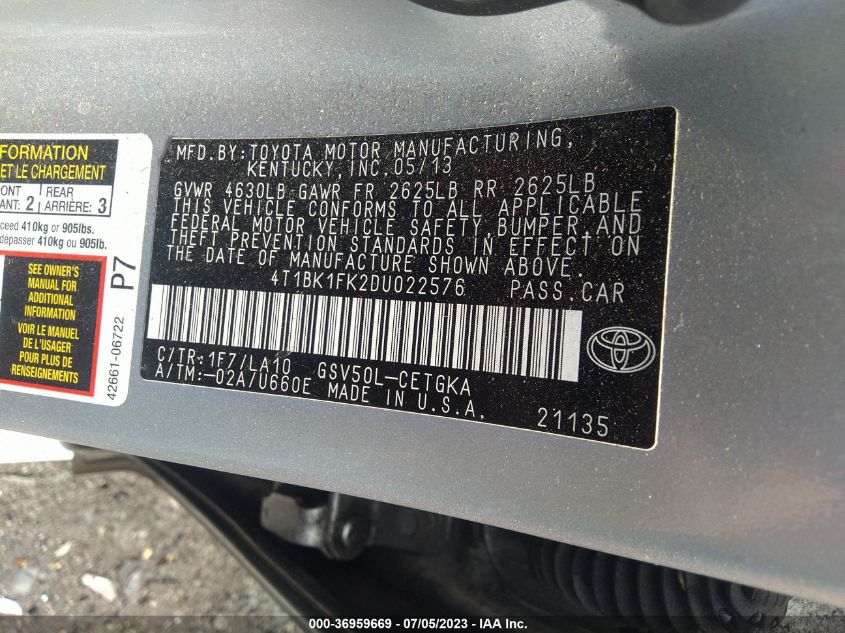 FORMATION
ET LE CHARGEMENT
ONT 2 REAR 3
ANT: ARRIÈRE:
ceed 410kg or 905lbs.
dépasser 410kg ou 905lb.
SEE OWNER'S
MANUAL FOR
ADDITIONAL
INFORMATION
VOIR LE MANUEL
DE L'USAGER
POUR PLUS DE
RENSEIGNEMENTS
P7
42661-06722
MFD.BY:TOYOTA MOTOR MANUFACTURING,
KENTUCKY,INC.05/13
GVWR 4630LB GAWR FR 2625LB RR 2625LB
THIS VEHICLE CONFORMS TO ALL APPLICABLE
FEDERAL MOTOR VEHICLE SAFETY,BUMPER,AND
THEFT PREVENTION STANDARDS IN EFFECT ON
THE DATE OF MANUFACTURE SHOWN ABOVE.
4T1BK1FK2DU022576 PASS.CAR
C/TR:1F7/LA10 GSV50L-CETGKA
A/TM:-02A/U660E MADE IN U.S.A.
21135
000-36959669 - 07/05/2023 - IAA Inc.